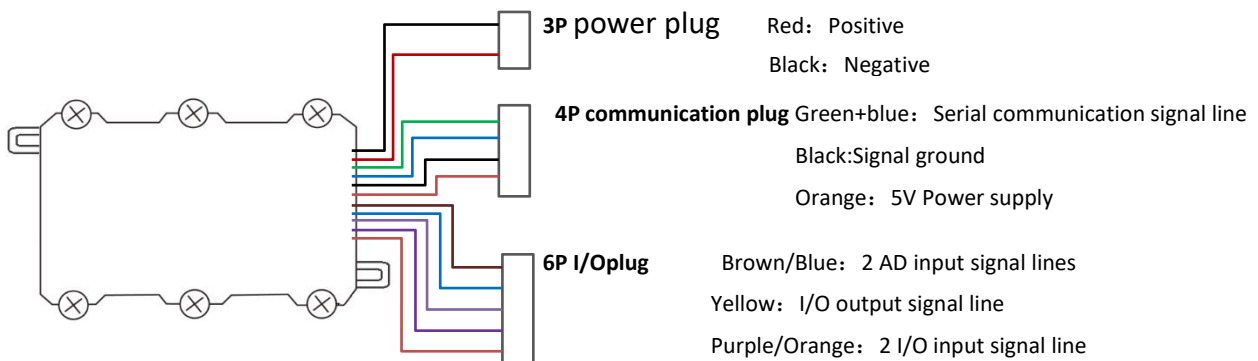 3P power plug Red：Positive
Black：Negative
4P communication plug Green+blue：Serial communication signal line
Black:Signal ground
Orange：5V Power supply
6P I/Oplug Brown/Blue：2 AD input signal lines
Yellow：I/O output signal line
Purple/Orange：2 I/O input signal line